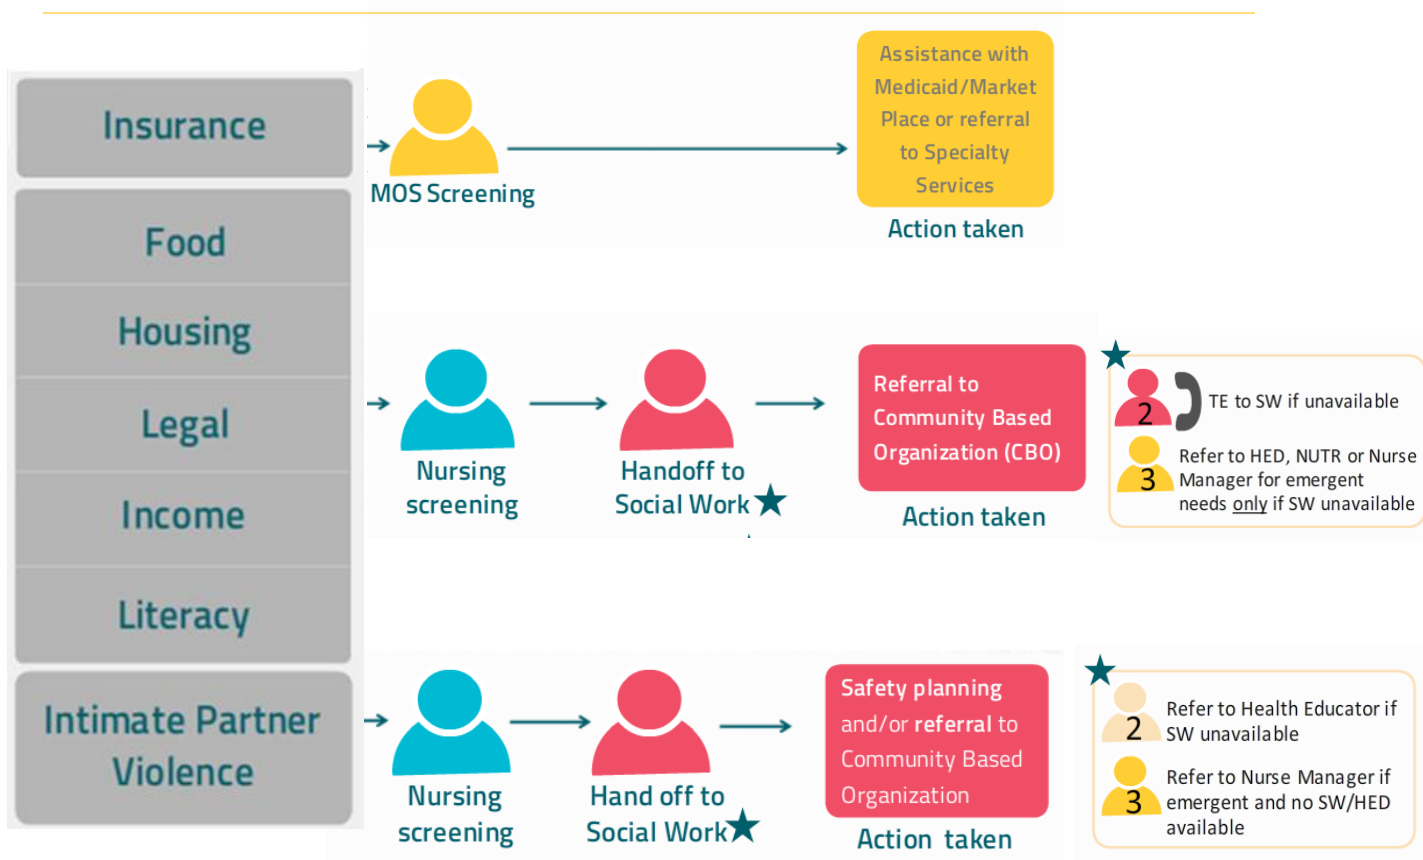 Insurance
MOS Screening
Assistance with
Medicaid/Market
Place or referral
to Specialty
Services
Action taken
Food
Housing
Legal
Income
Literacy
Nursing
screening
Handoff to
Social Work
Referral to
Community Based
Organization (CBO)
Action taken
2
TE to SW if unavailable
3
Refer to HED, NUTR or Nurse
Manager for emergent
needs only if SW unavailable
Intimate Partner
Violence
Nursing
screening
Hand off to
Social Work
Safety planning
and/or referral to
Community Based
Organization
Action taken
2
Refer to Health Educator if
SW unavailable
3
Refer to Nurse Manager if
emergent and no SW/HED
available